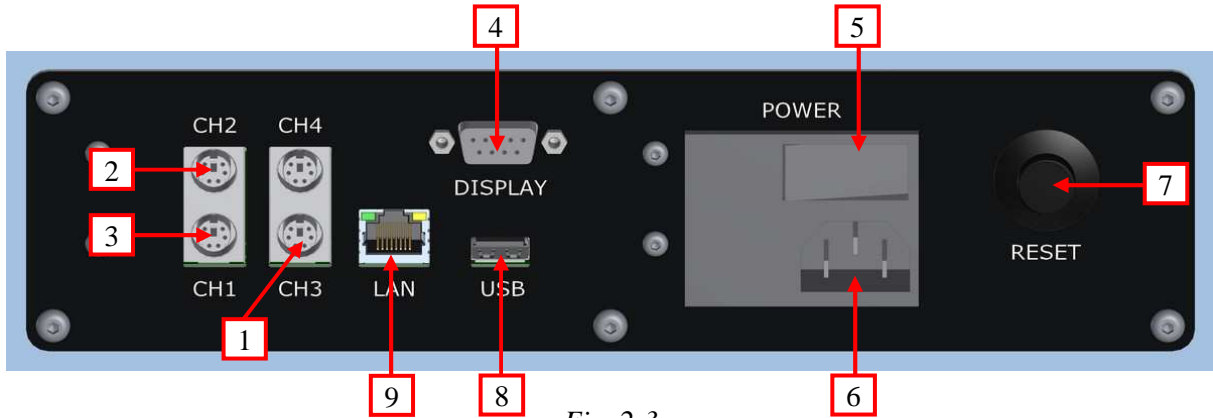 4 5
POWER
CH2 CH4
2
DISPLAY
7
3
RESET
CH1 CH3 LAN USB
1
9 8 6
Fig. 2-3